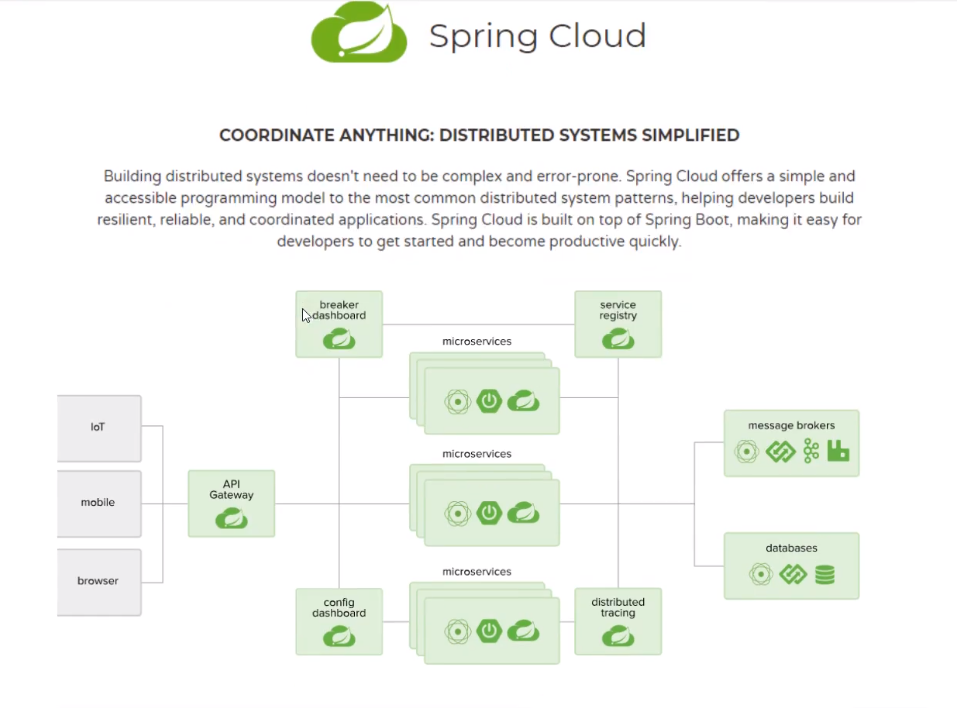 Spring Cloud
COORDINATE ANYTHING: DISTRIBUTED SYSTEMS SIMPLIFIED
Building distributed systems doesn't need to be complex and error-prone. Spring Cloud offers a simple and
accessible programming model to the most common distributed system patterns, helping developers build
resilient, reliable, and coordinated applications. Spring Cloud is built on top of Spring Boot, making it easy for
developers to get started and become productive quickly.
breaker
dashboard
service
registry
microservices
IoT
mobile
browser
API
Gateway
microservices
message brokers
databases
microservices
config
dashboard
distributed
tracing